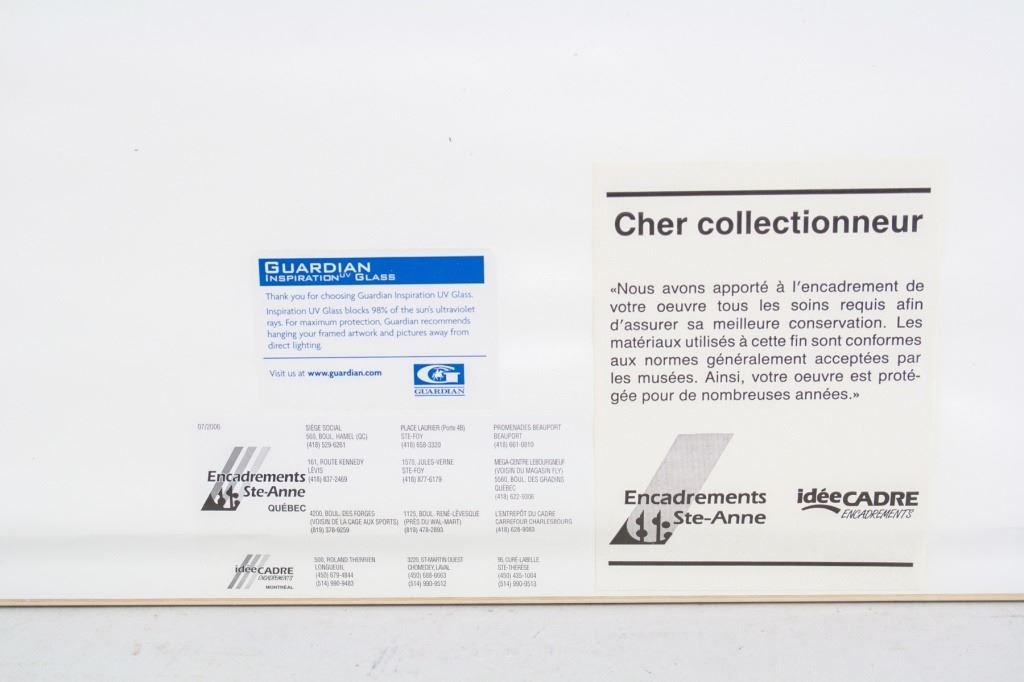 GUARDIAN
INSPIRATION UV GLASS
Thank you for choosing Guardian Inspiration UV Glass.
Inspiration UV Glass blocks 98% of the sun's ultraviolet
rays. For maximum protection, Guardian recommends
hanging your framed artwork and pictures away from
direct lighting.
Visit us at www.guardian.com
G
GUARDIAN
07/2006
Encadrements
Ste-Anne
QUÉBEC
SIÈGE SOCIAL
560, BOUL. HAMEL (QC)
(418) 529-6261
PLACE LAURIER (Porte 4B)
STE-FOY
(418) 658-3320
PROMENADES BEAUPORT
BEAUPORT
(418) 661-0810
161, ROUTE KENNEDY
LÉVIS
(418) 837-2469
1570, JULES-VERNE
STE-FOY
(418) 877-6179
MEGA-CENTRE LEBOURGNEUF
(VOISIN DU MAGASIN FLY)
5560, BOUL. DES GRADINS
QUÉBEC
(418) 622-9306
4200, BOUL. DES FORGES
(VOISIN DE LA CAGE AUX SPORTS)
(819) 378-9259
1125, BOUL. RENÉ-LÉVESQUE
(PRÈS DU WAL-MART)
(819) 478-2893
L'ENTREPÔT DU CADRE
CARREFOUR CHARLESBOURG
(418) 628-9083
idéeCADRE
ENCADREMENTS
MONTRÉAL
500, ROLAND THERRIEN
LONGUEUIL
(450) 679-4844
(514) 990-9483
3220, ST-MARTIN OUEST
CHOMEDEY, LAVAL
(450) 688-6663
(514) 990-9512
95, CURÉ-LABELLE
STE-THÉRÈSE
(450) 435-1004
(514) 990-9513
Cher collectionneur
«Nous avons apporté à l'encadrement de
votre oeuvre tous les soins requis afin
d'assurer sa meilleure conservation. Les
matériaux utilisés à cette fin sont conformes
aux normes généralement acceptées par
les musées. Ainsi, votre oeuvre est proté-
gée pour de nombreuses années.»
Encadrements
Ste-Anne
idéeCADRE
ENCADREMENTS